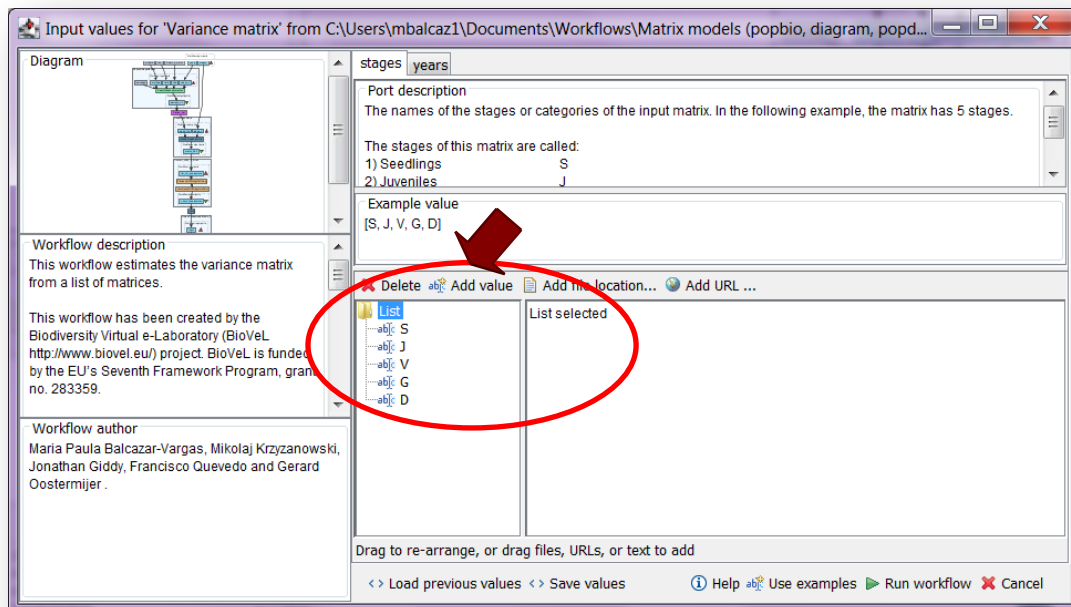 Input values for 'Variance matrix' from C:\Users\mbalcaz1\Documents\Workflows\Matrix models (popbio, diagram, popd...
Diagram
Workflow description
This workflow estimates the variance matrix
from a list of matrices.
This workflow has been created by the
Biodiversity Virtual e-Laboratory (BioVeL
http://www.biovel.eu/) project. BioVeL is funded
by the EU's Seventh Framework Program, grant
no. 283359.
Workflow author
Maria Paula Balcazar-Vargas, Mikolaj Krzyzanowski,
Jonathan Giddy, Francisco Quevedo and Gerard
Oostermijer .
stages years
Port description
The names of the stages or categories of the input matrix. In the following example, the matrix has 5 stages.
The stages of this matrix are called:
1) Seedlings S
2) Juveniles J
Example value
[S, J, V, G, D]
Delete Add value Add file location... Add URL ...
List
S
J
V
G
D
List selected
Drag to re-arrange, or drag files, URLs, or text to add
Load previous values Save values Help Use examples Run workflow Cancel